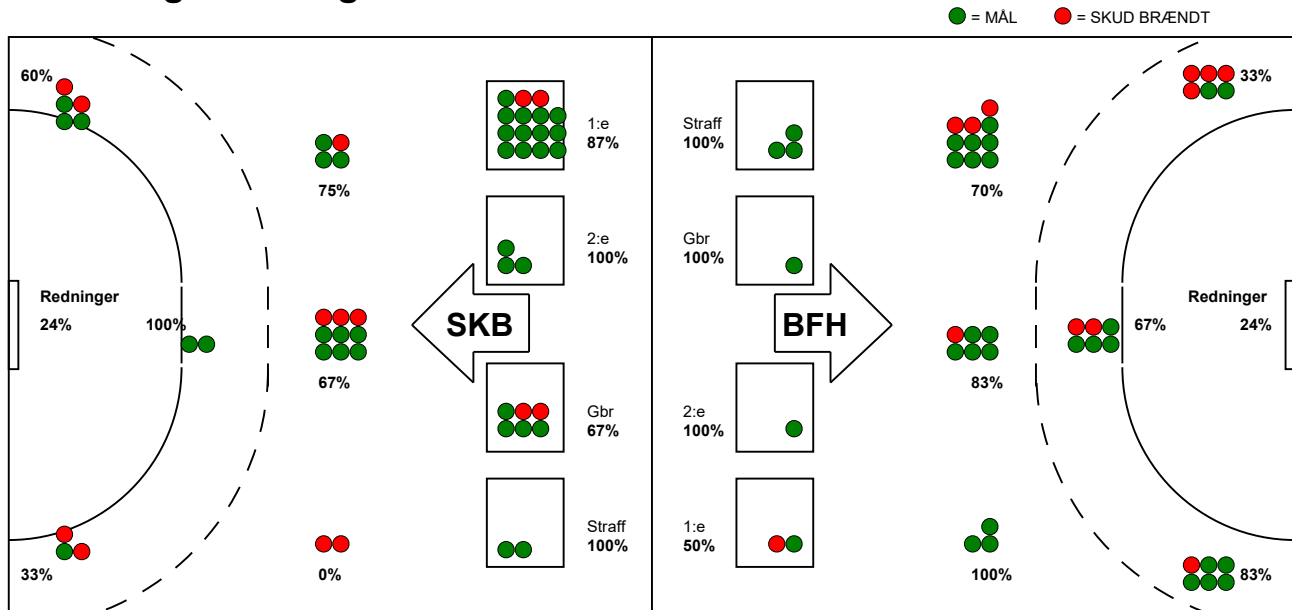 = MÅL
= SKUD BRÆNDT
60%
75%
1:e
87%
2:e
100%
Redninger
24%
100%
SKB
67%
Gbr
67%
Straff
100%
33%
0%
Straff
100%
70%
33%
Gbr
100%
BFH
83%
67%
Redninger
24%
2:e
100%
1:e
50%
100%
83%